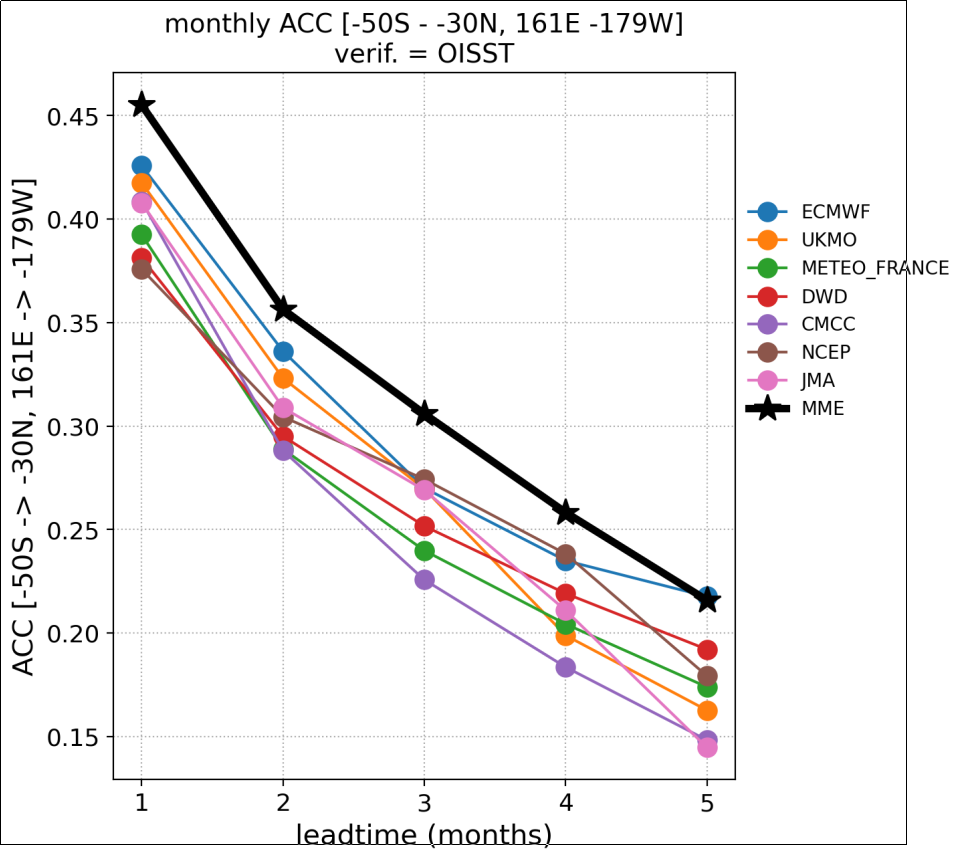 monthly ACC [-50S - -30N, 161E -179W]
verif. = OISST
ACC [-50S -> -30N, 161E -> -179W]
0.45
0.40
0.35
0.30
0.25
0.20
0.15
1 2 3 4 5
leadtime (months)
ECMWF
UKMO
METEO_FRANCE
DWD
CMCC
NCEP
JMA
MME